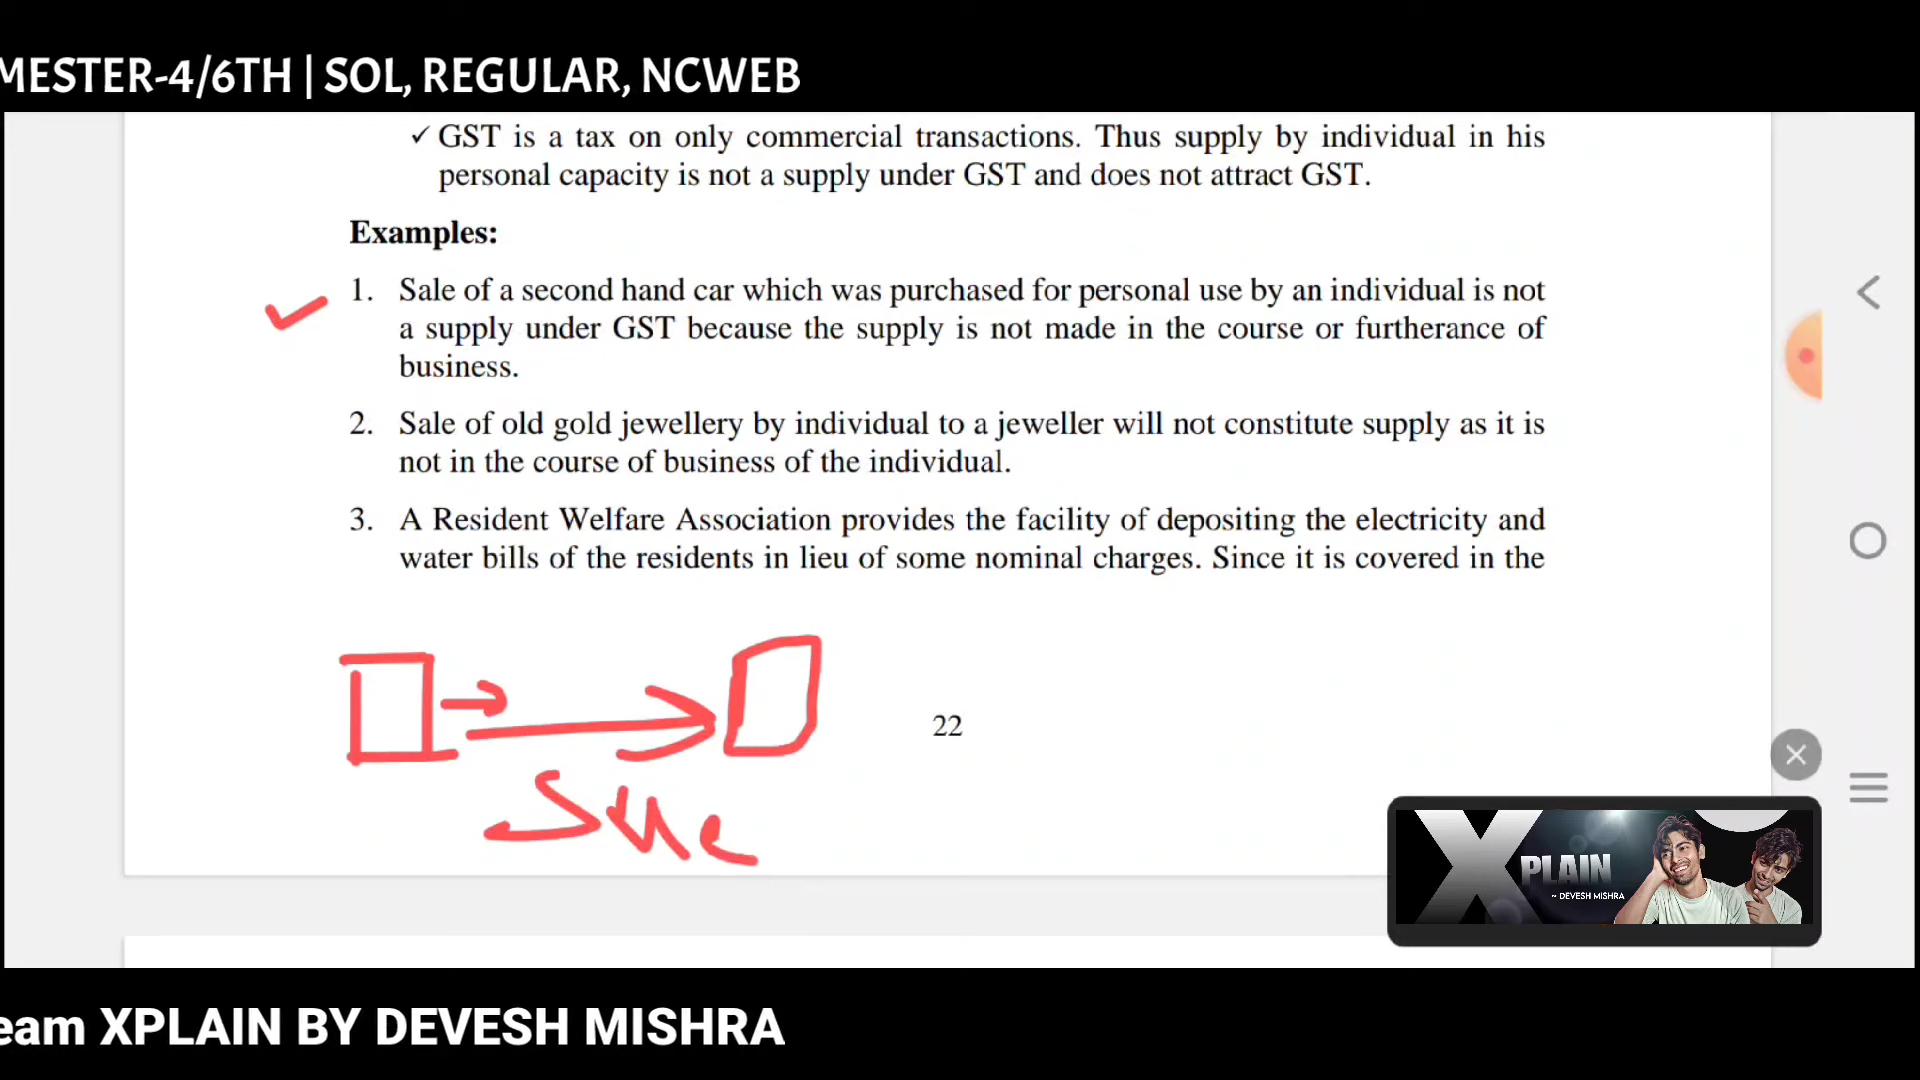 MESTER-4/6TH | SOL, REGULAR, NCWEB
✓ GST is a tax on only commercial transactions. Thus supply by individual in his
personal capacity is not a supply under GST and does not attract GST.
Examples:
1. Sale of a second hand car which was purchased for personal use by an individual is not
a supply under GST because the supply is not made in the course or furtherance of
business.
2. Sale of old gold jewellery by individual to a jeweller will not constitute supply as it is
not in the course of business of the individual.
3. A Resident Welfare Association provides the facility of depositing the electricity and
water bills of the residents in lieu of some nominal charges. Since it is covered in the
22
XPLAIN
~ DEVESH MISHRA
eam XPLAIN BY DEVESH MISHRA